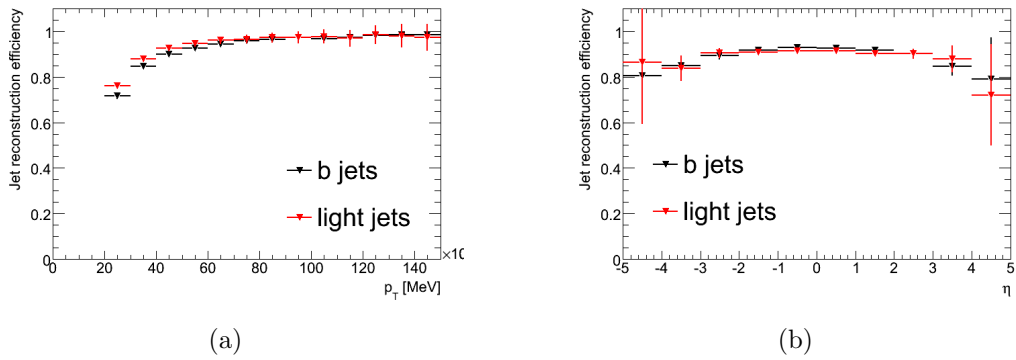 Jet reconstruction efficiency
1
0.8
0.6
0.4
0.2
0
b jets
light jets
0 20 40 60 80 100 120 140
×10
p_T [MeV]
(a)
Jet reconstruction efficiency
1
0.8
0.6
0.4
0.2
0
b jets
light jets
-5 -4 -3 -2 -1 0 1 2 3 4 5
η
(b)